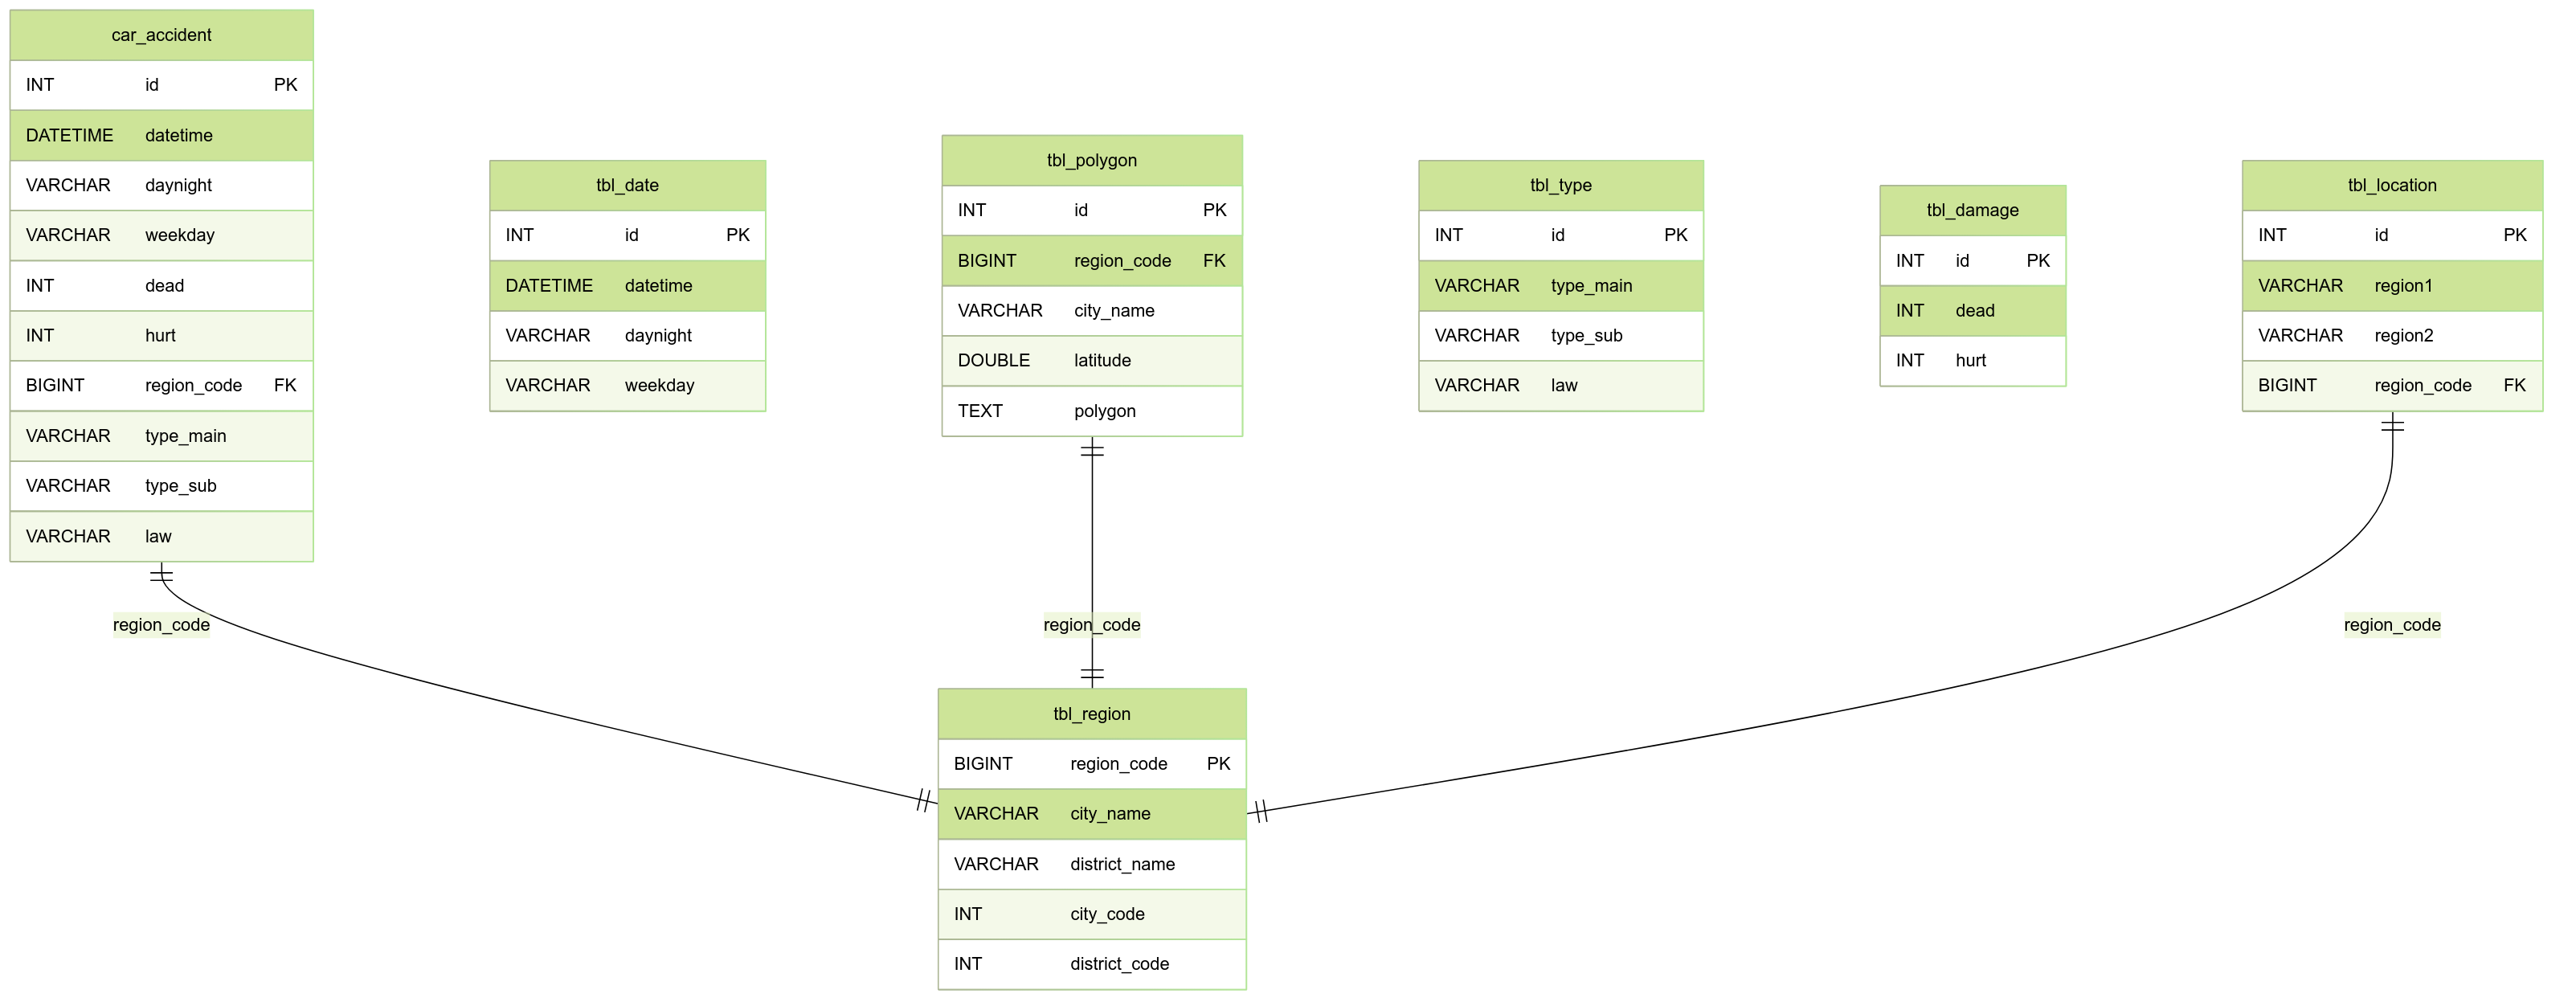 car_accident
INT id PK
DATETIME datetime
VARCHAR daynight
VARCHAR weekday
INT dead
INT hurt
BIGINT region_code FK
VARCHAR type_main
VARCHAR type_sub
VARCHAR law
tbl_date
INT id PK
DATETIME datetime
VARCHAR daynight
VARCHAR weekday
tbl_polygon
INT id PK
BIGINT region_code FK
VARCHAR city_name
DOUBLE latitude
TEXT polygon
tbl_type
INT id PK
VARCHAR type_main
VARCHAR type_sub
VARCHAR law
tbl_damage
INT id PK
INT dead
INT hurt
tbl_location
INT id PK
VARCHAR region1
VARCHAR region2
BIGINT region_code FK
region_code
region_code
region_code
tbl_region
BIGINT region_code PK
VARCHAR city_name
VARCHAR district_name
INT city_code
INT district_code